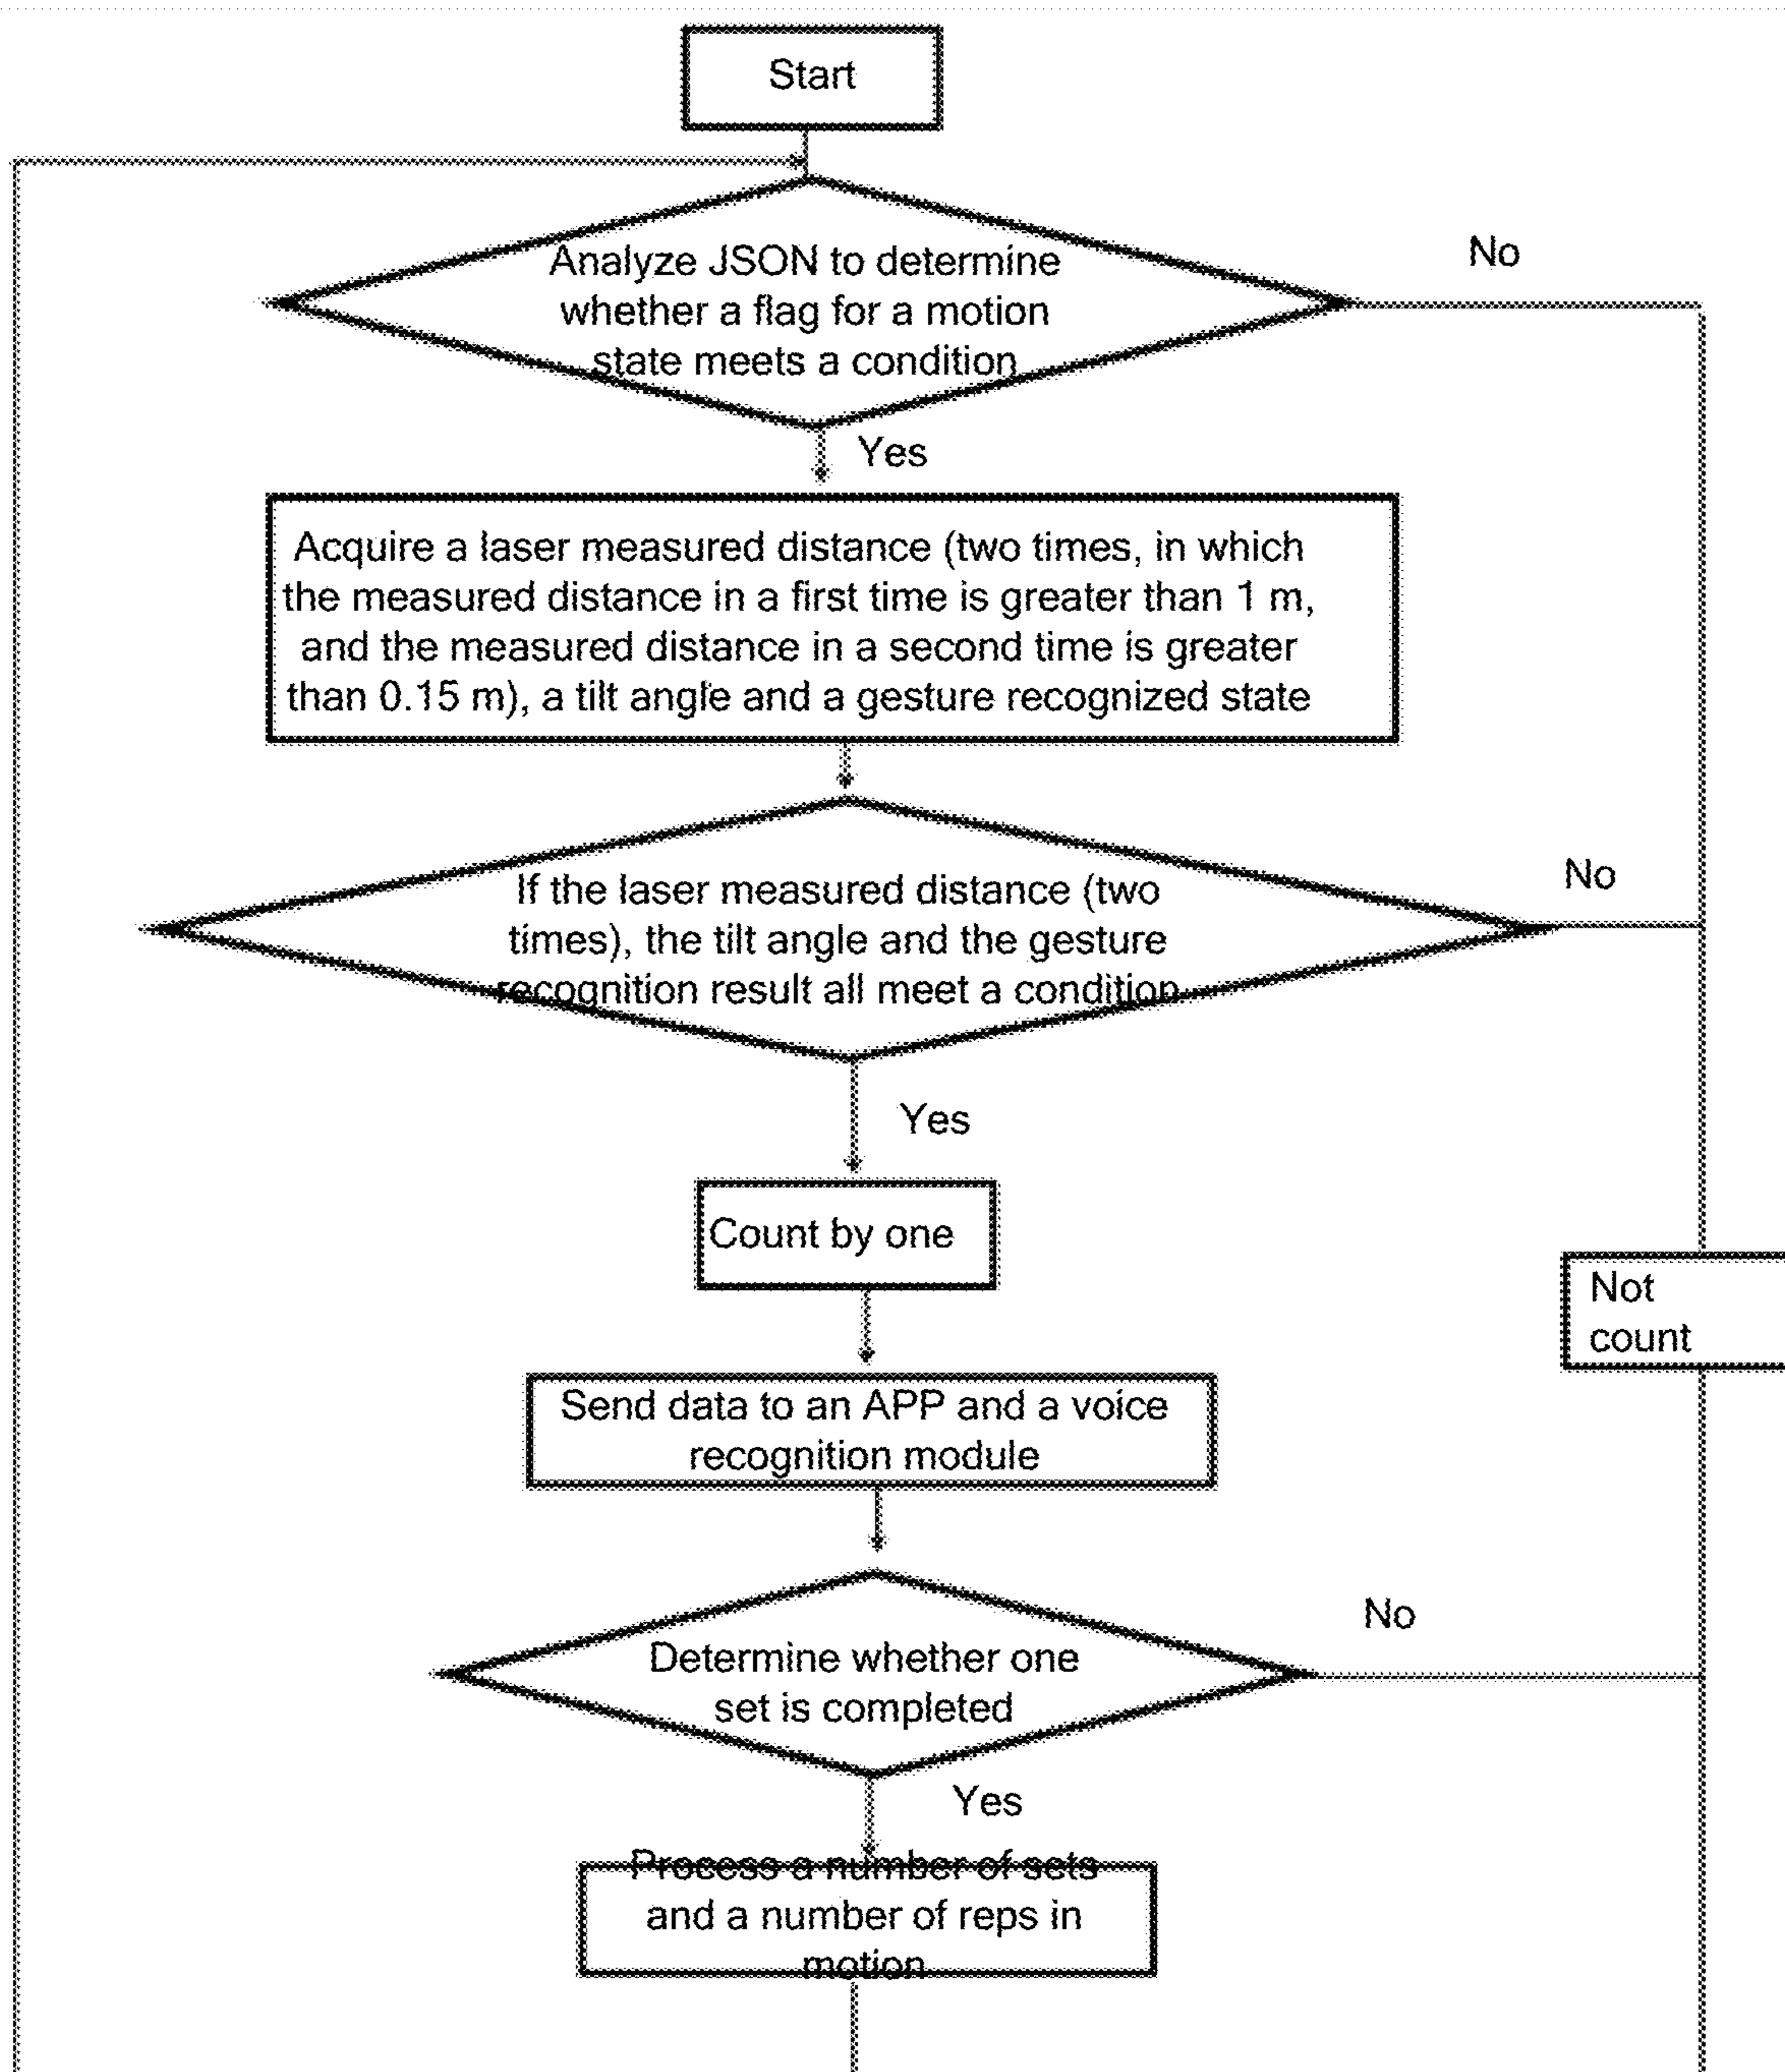 Start
Analyze JSON to determine
whether a flag for a motion
state meets a condition
No
Yes
Acquire a laser measured distance (two times, in which
the measured distance in a first time is greater than 1 m,
and the measured distance in a second time is greater
than 0.15 m), a tilt angle and a gesture recognized state
If the laser measured distance (two
times), the tilt angle and the gesture
recognition result all meet a condition
No
Yes
Count by one
Not
count
Send data to an APP and a voice
recognition module
Determine whether one
set is completed
No
Yes
Process a number of sets
and a number of reps in
motion